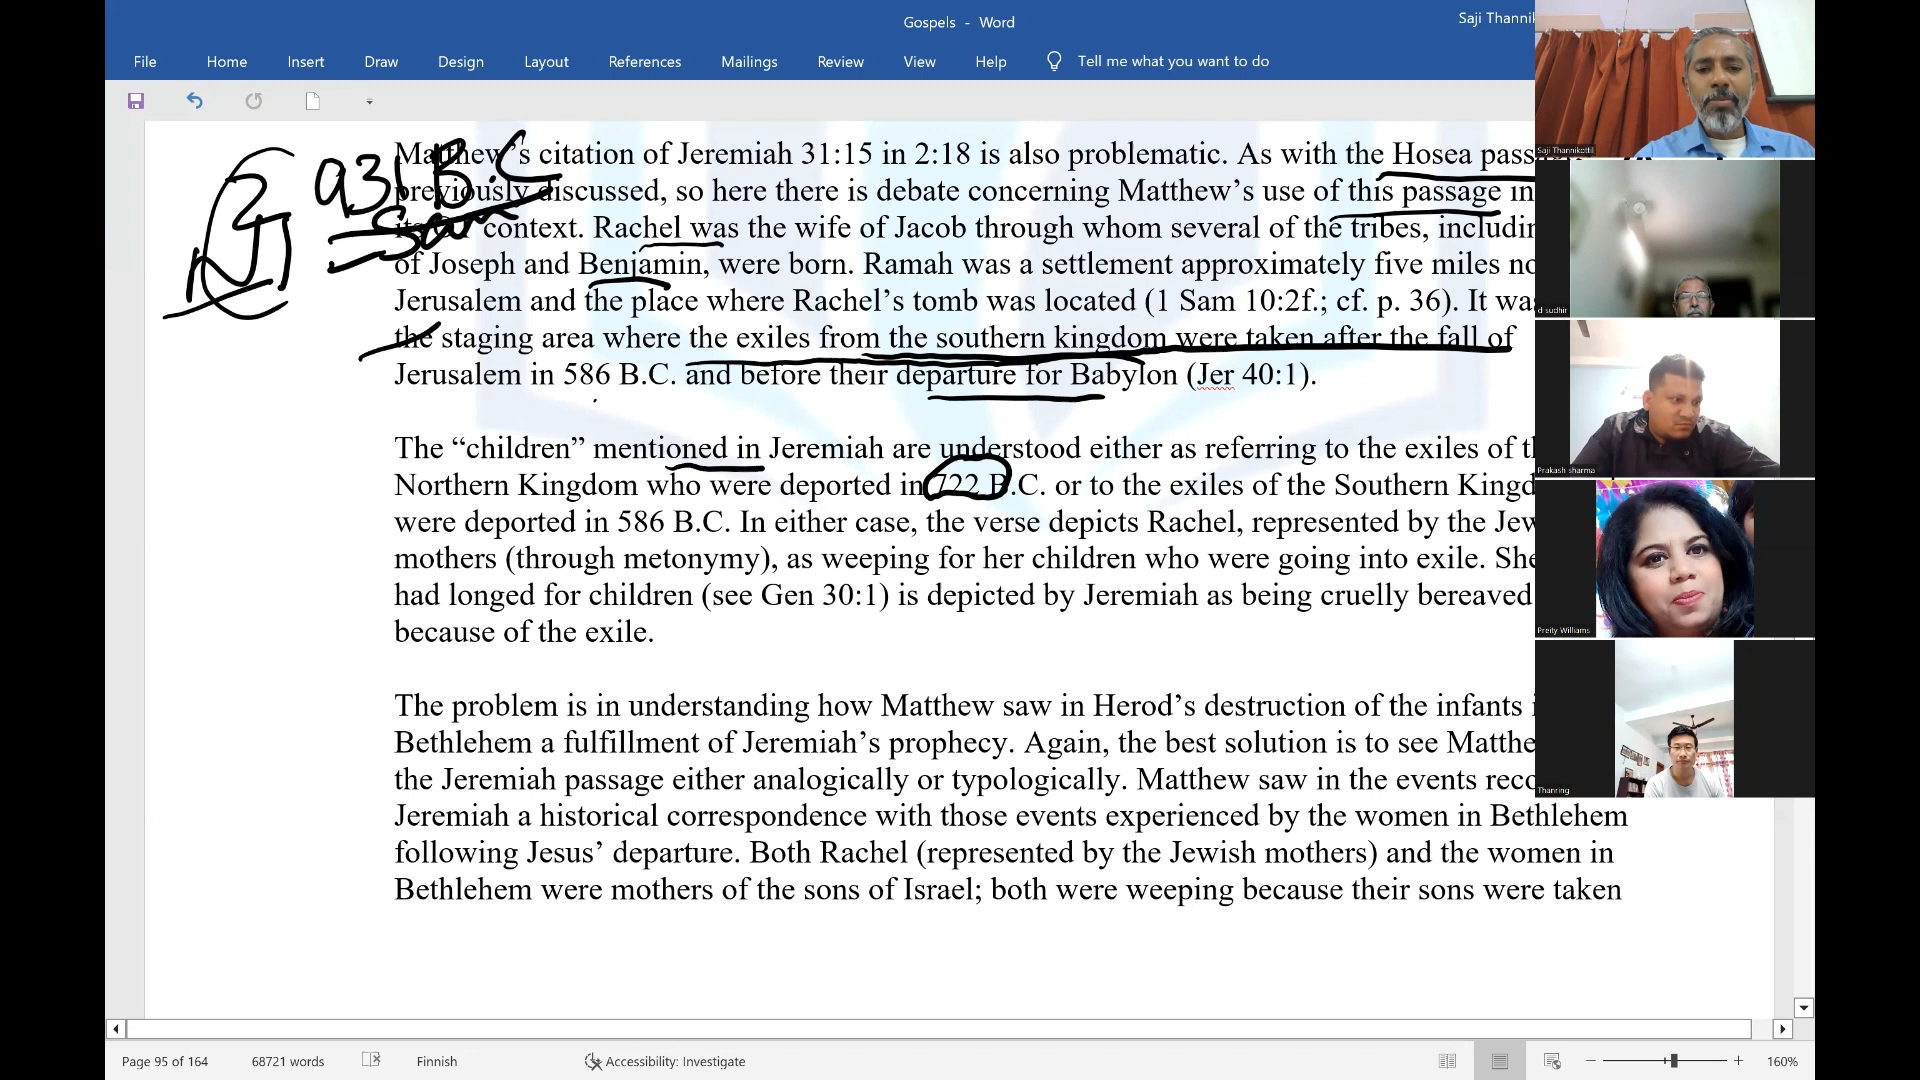 Gospels - Word
Saji Thannik
File Home Insert Draw Design Layout References Mailings Review View Help Tell me what you want to do
931 B.C
Matthew’s citation of Jeremiah 31:15 in 2:18 is also problematic. As with the Hosea
previously discussed, so here there is debate concerning Matthew’s use of this passage in
context. Rachel was the wife of Jacob through whom several of the tribes,
of Joseph and Benjamin, were born. Ramah was a settlement approximately five miles
Jerusalem and the place where Rachel’s tomb was located (1 Sam 10:2f.; cf. p. 36). It
the staging area where the exiles from the southern kingdom were taken after the fall of
Jerusalem in 586 B.C. and before their departure for Babylon (Jer 40:1).
The “children” mentioned in Jeremiah are understood either as referring to the exiles of
Northern Kingdom who were deported in 722 B.C. or to the exiles of the Southern
were deported in 586 B.C. In either case, the verse depicts Rachel, represented by the
mothers (through metonymy), as weeping for her children who were going into exile. She
had longed for children (see Gen 30:1) is depicted by Jeremiah as being cruelly bereaved
because of the exile.
The problem is in understanding how Matthew saw in Herod’s destruction of the infants
Bethlehem a fulfillment of Jeremiah’s prophecy. Again, the best solution is to see
the Jeremiah passage either analogically or typologically. Matthew saw in the events
Jeremiah a historical correspondence with those events experienced by the women in Bethlehem
following Jesus’ departure. Both Rachel (represented by the Jewish mothers) and the women in
Bethlehem were mothers of the sons of Israel; both were weeping because their sons were taken
Saji Thannikottil
d sudhir
Prakash sharma
Preity Williams
Thanring
Page 95 of 164 68721 words Finnish Accessibility: Investigate 160%